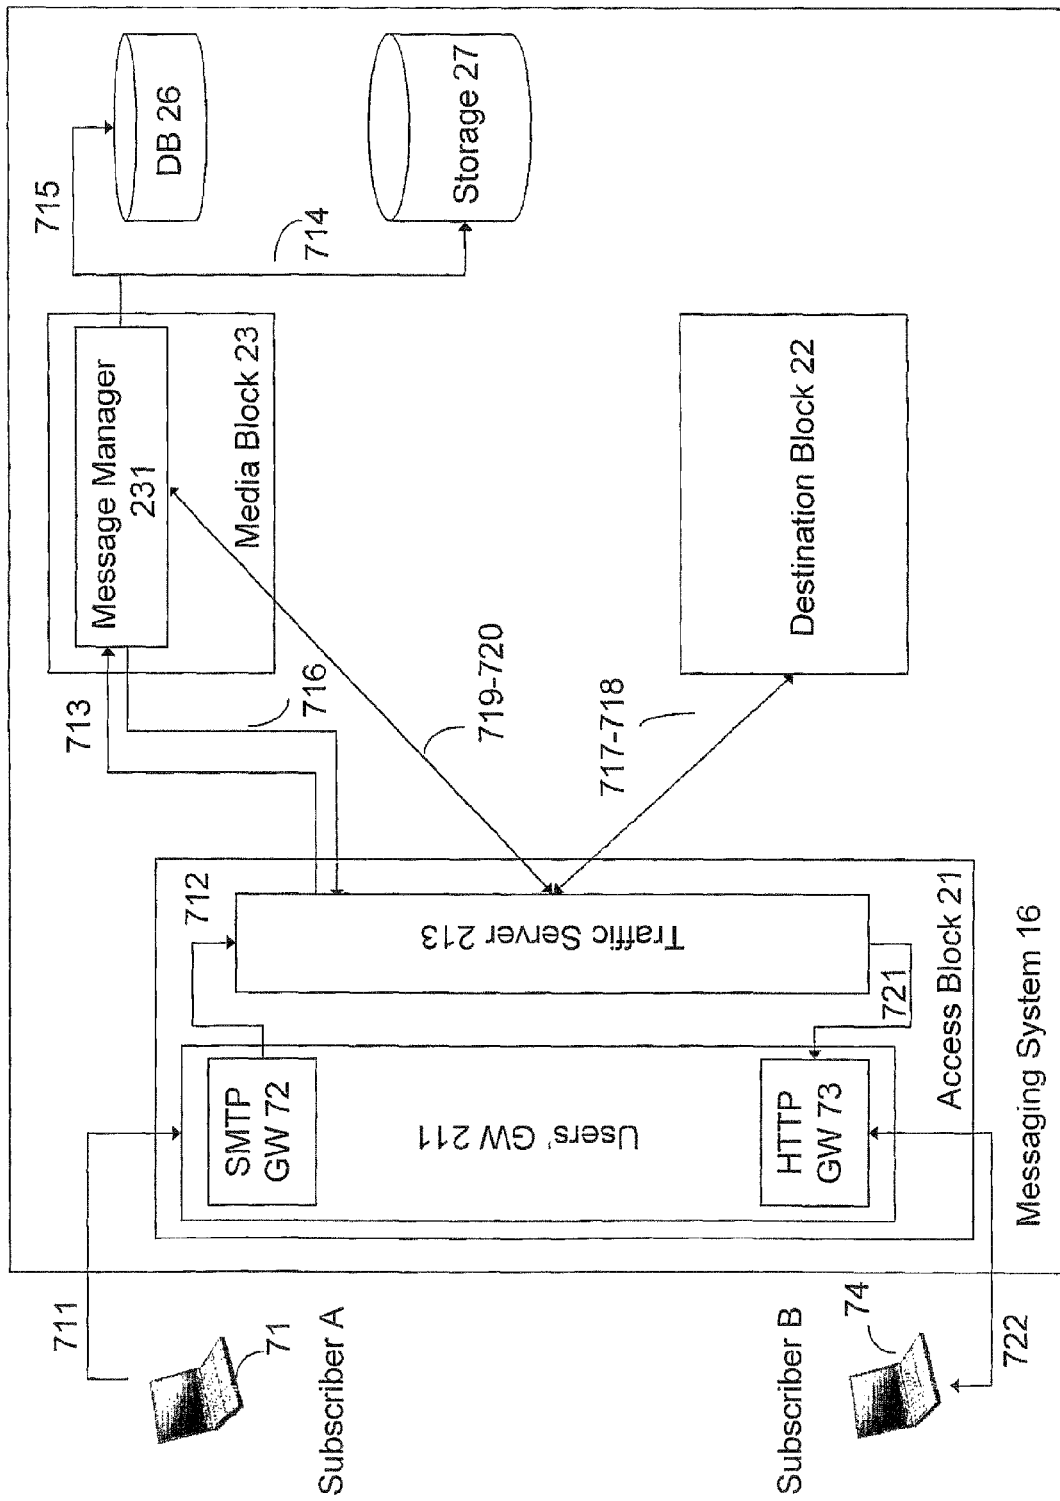 Subscriber A
71
711
Subscriber B
74
722
SMTP
GW 72
Users' GW 211
HTTP
GW 73
712
Traffic Server 213
721
Access Block 21
Messaging System 16
713
716
719-720
717-718
Message Manager
231
Media Block 23
Destination Block 22
715
714
DB 26
Storage 27